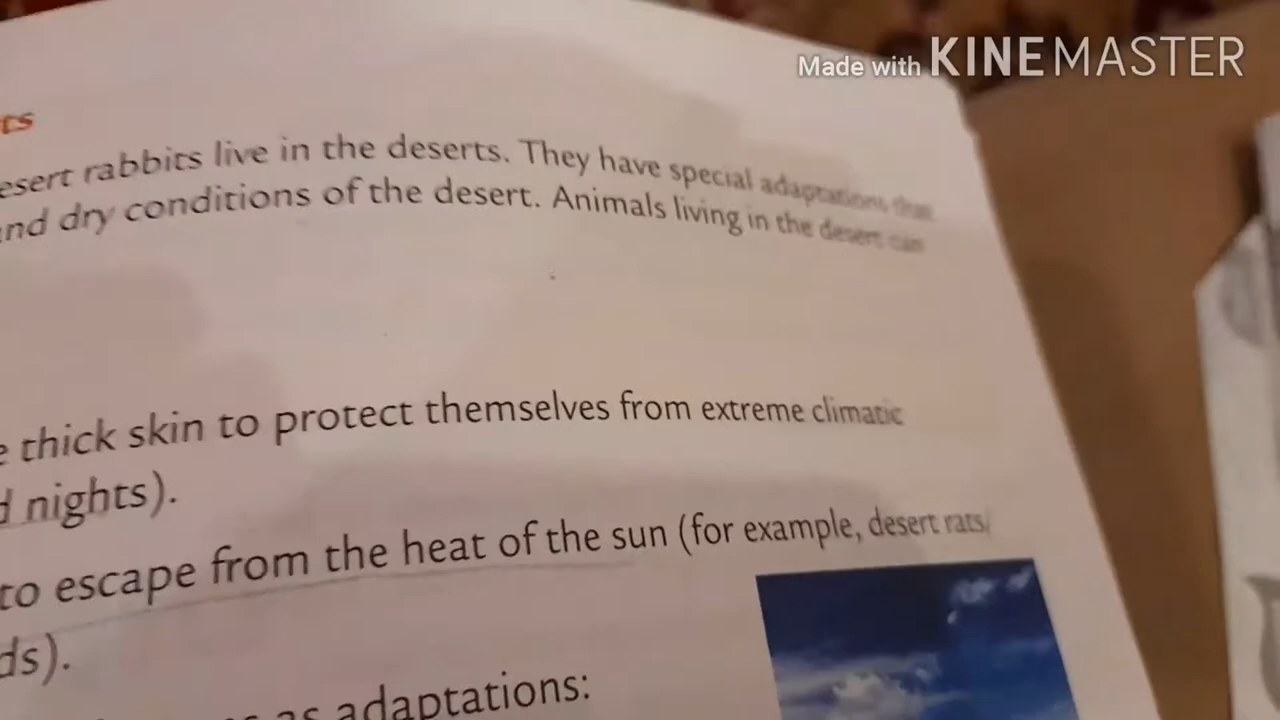 Made with KINEMASTER
ts
esert rabbits live in the deserts. They have special adaptations that
nd dry conditions of the desert. Animals living in the desert can
e thick skin to protect themselves from extreme climatic
d nights).
to escape from the heat of the sun (for example, desert rats,
ds).
as adaptations: